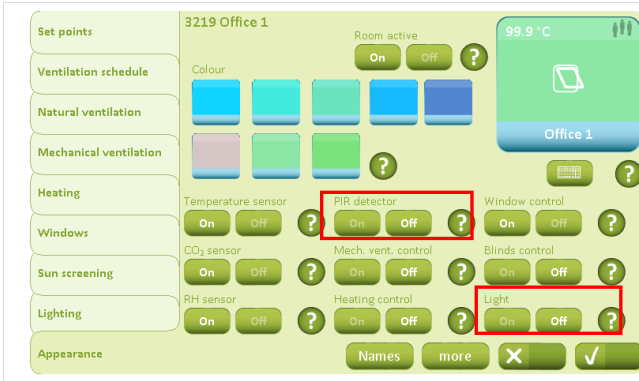 Set points
Ventilation schedule
Natural ventilation
Mechanical ventilation
Heating
Windows
Sun screening
Lighting
Appearance
3219 Office 1
Room active
On Off ?
Colour
?
99.9 °C
Office 1
?
Temperature sensor PIR detector Window control
On Off ? On Off ? On Off ?
CO₂ sensor Mech. vent. control Blinds control
On Off ? On Off ? On Off ?
RH sensor Heating control Light
On Off ? On Off ? On Off ?
Names more